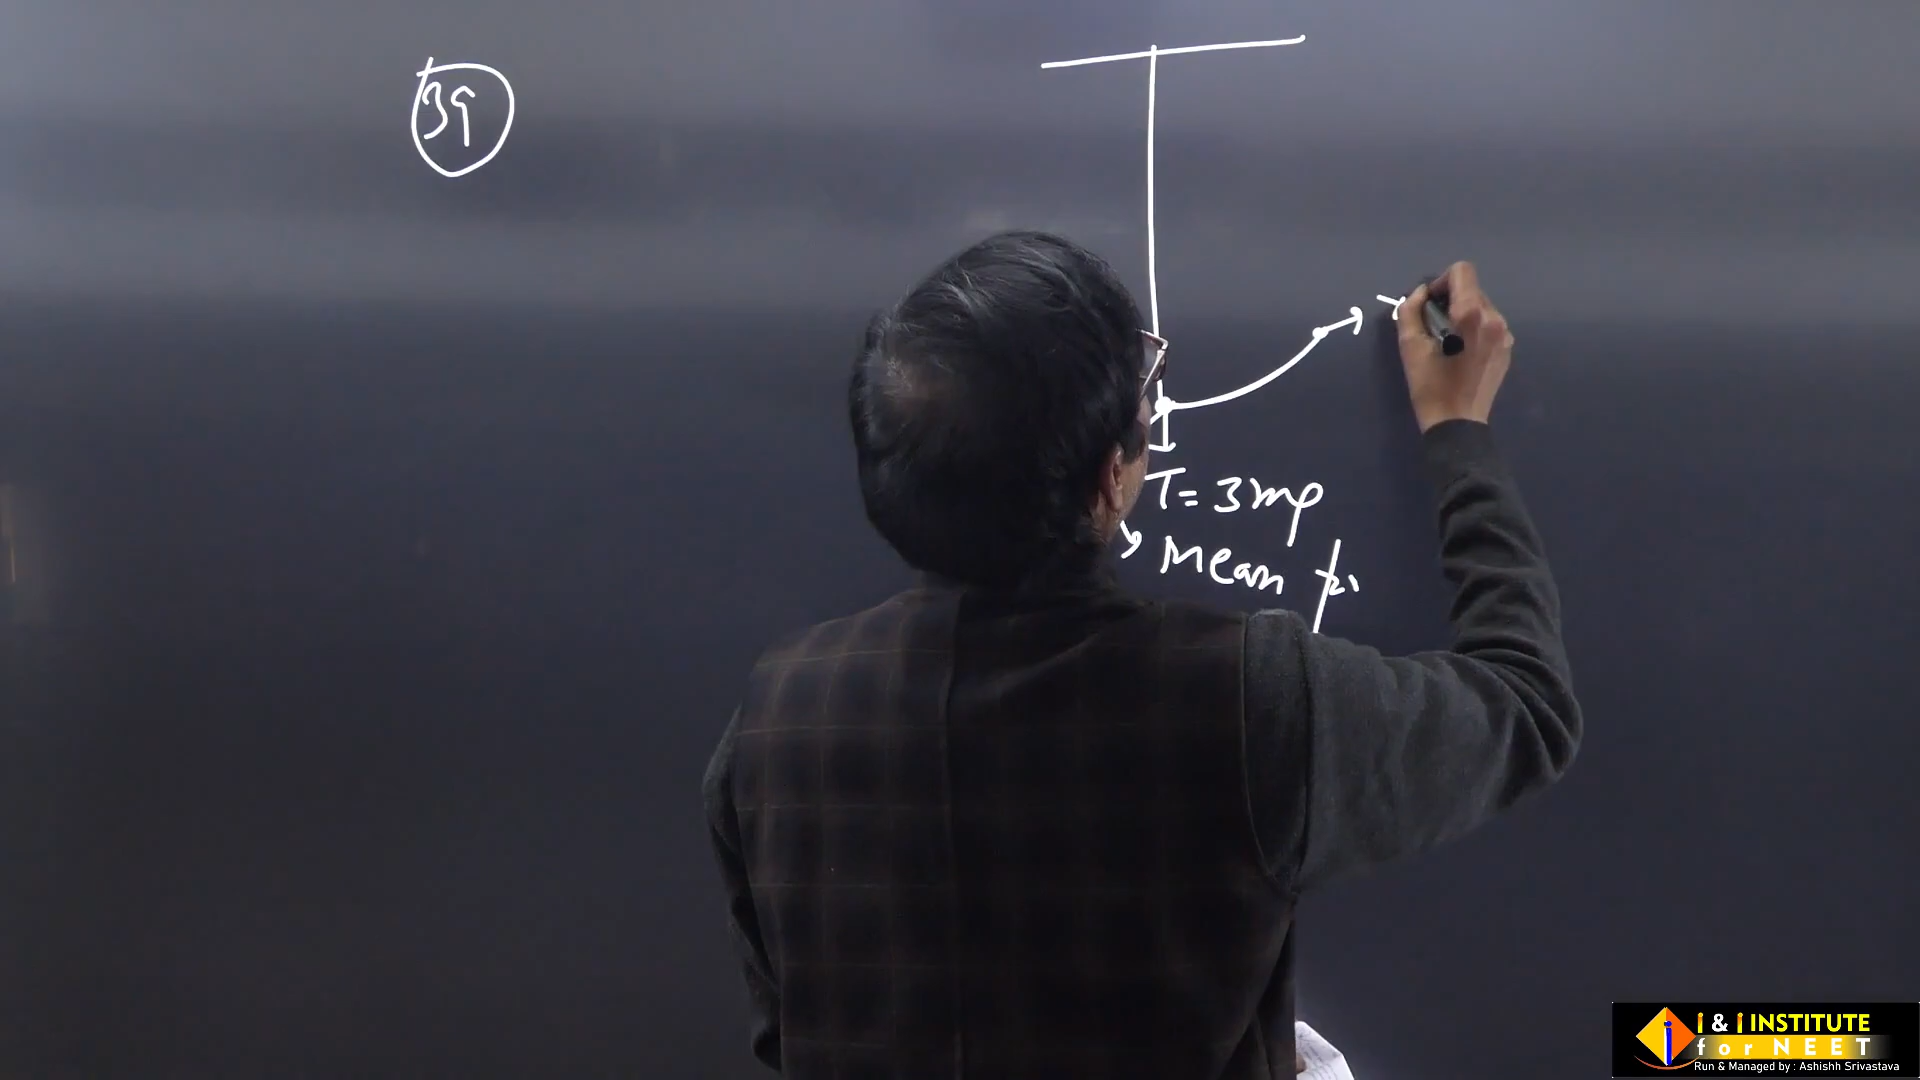 39
T = 3mg
Mean
i & i INSTITUTE
for NEET
Run & Managed by : Ashishh Srivastava